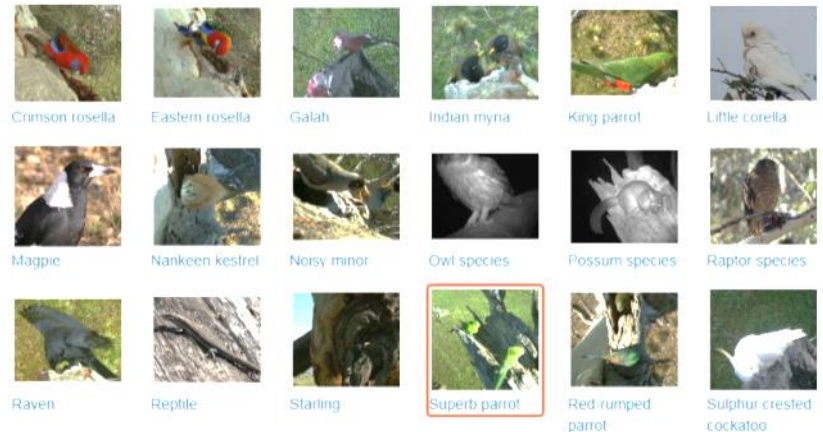 Crimson rosella
Eastern rosella
Galah
Indian myna
King parrot
Little corella
Magpie
Nankeen kestrel
Noisy minor
Owl species
Possum species
Raptor species
Raven
Reptile
Starling
Superb parrot
Red-rumped
parrot
Sulphur crested
cockatoo